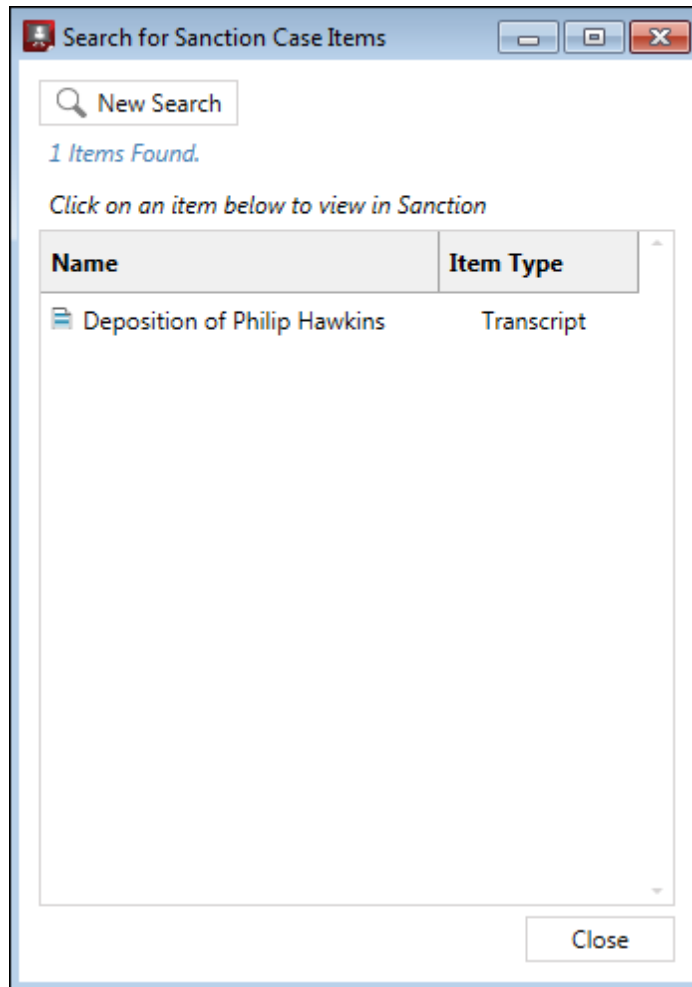 Search for Sanction Case Items
New Search
1 Items Found.
Click on an item below to view in Sanction
Name Item Type
Deposition of Philip Hawkins Transcript
Close